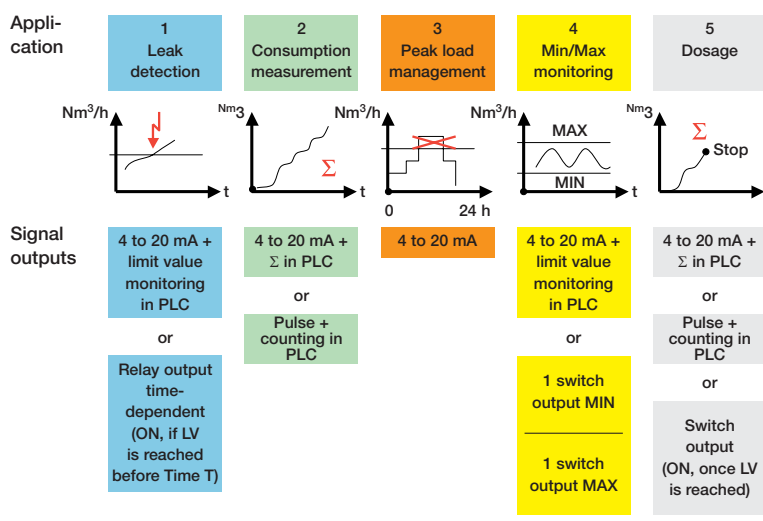 Appli-
cation
1
Leak
detection
2
Consumption
measurement
3
Peak load
management
4
Min/Max
monitoring
5
Dosage
Nm³/h
t
Nm3
Σ
t
Nm³/h
0
24 h
Nm³/h
MAX
MIN
t
Nm3
Σ
Stop
Signal
outputs
4 to 20 mA +
limit value
monitoring
in PLC
or
Relay output
time-
dependent
(ON, if LV
is reached
before Time T)
4 to 20 mA +
Σ in PLC
or
Pulse +
counting in
PLC
4 to 20 mA
4 to 20 mA +
limit value
monitoring
in PLC
or
1 switch
output MIN
1 switch
output MAX
4 to 20 mA +
Σ in PLC
or
Pulse +
counting in
PLC
or
Switch
output
(ON, once LV
is reached)